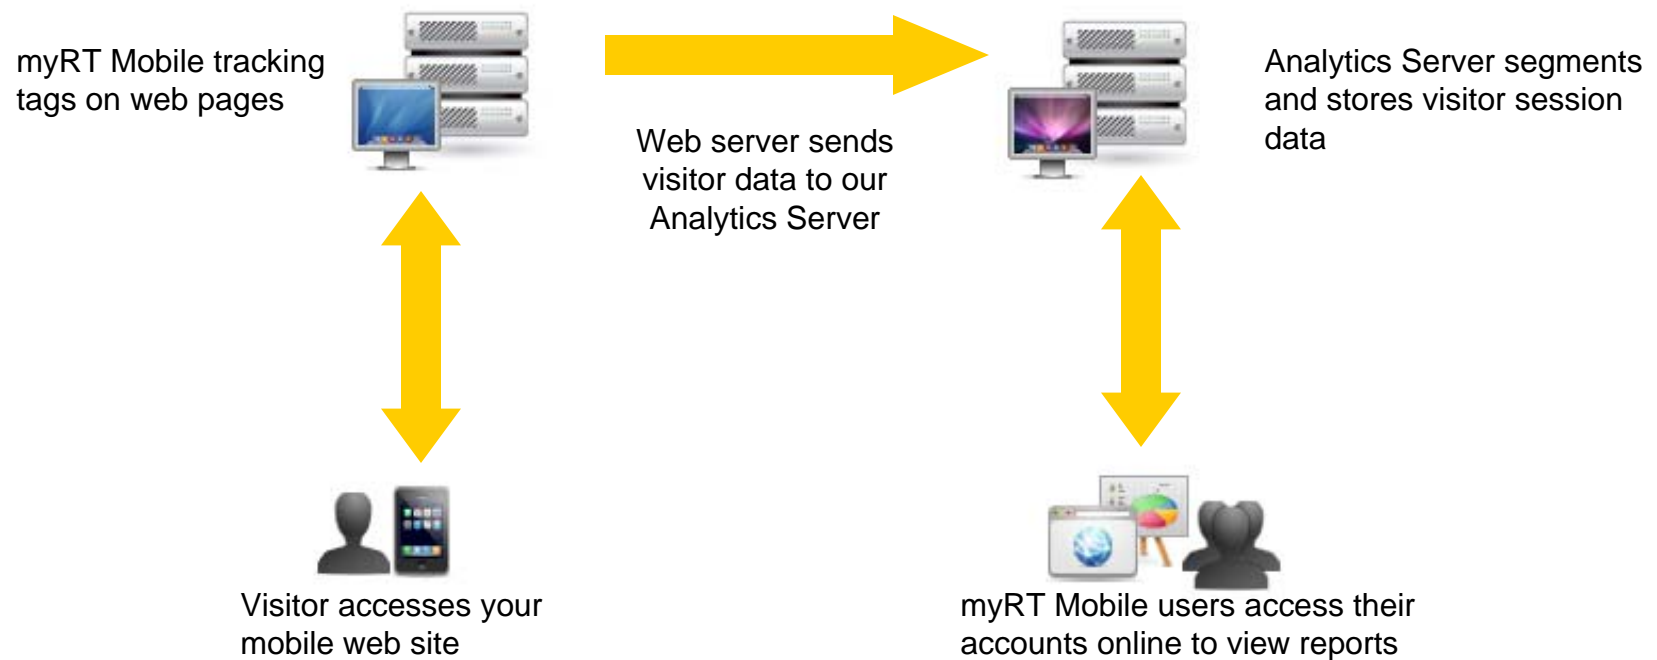 myRT Mobile tracking
tags on web pages
Web server sends
visitor data to our
Analytics Server
Analytics Server segments
and stores visitor session
data
Visitor accesses your
mobile web site
myRT Mobile users access their
accounts online to view reports